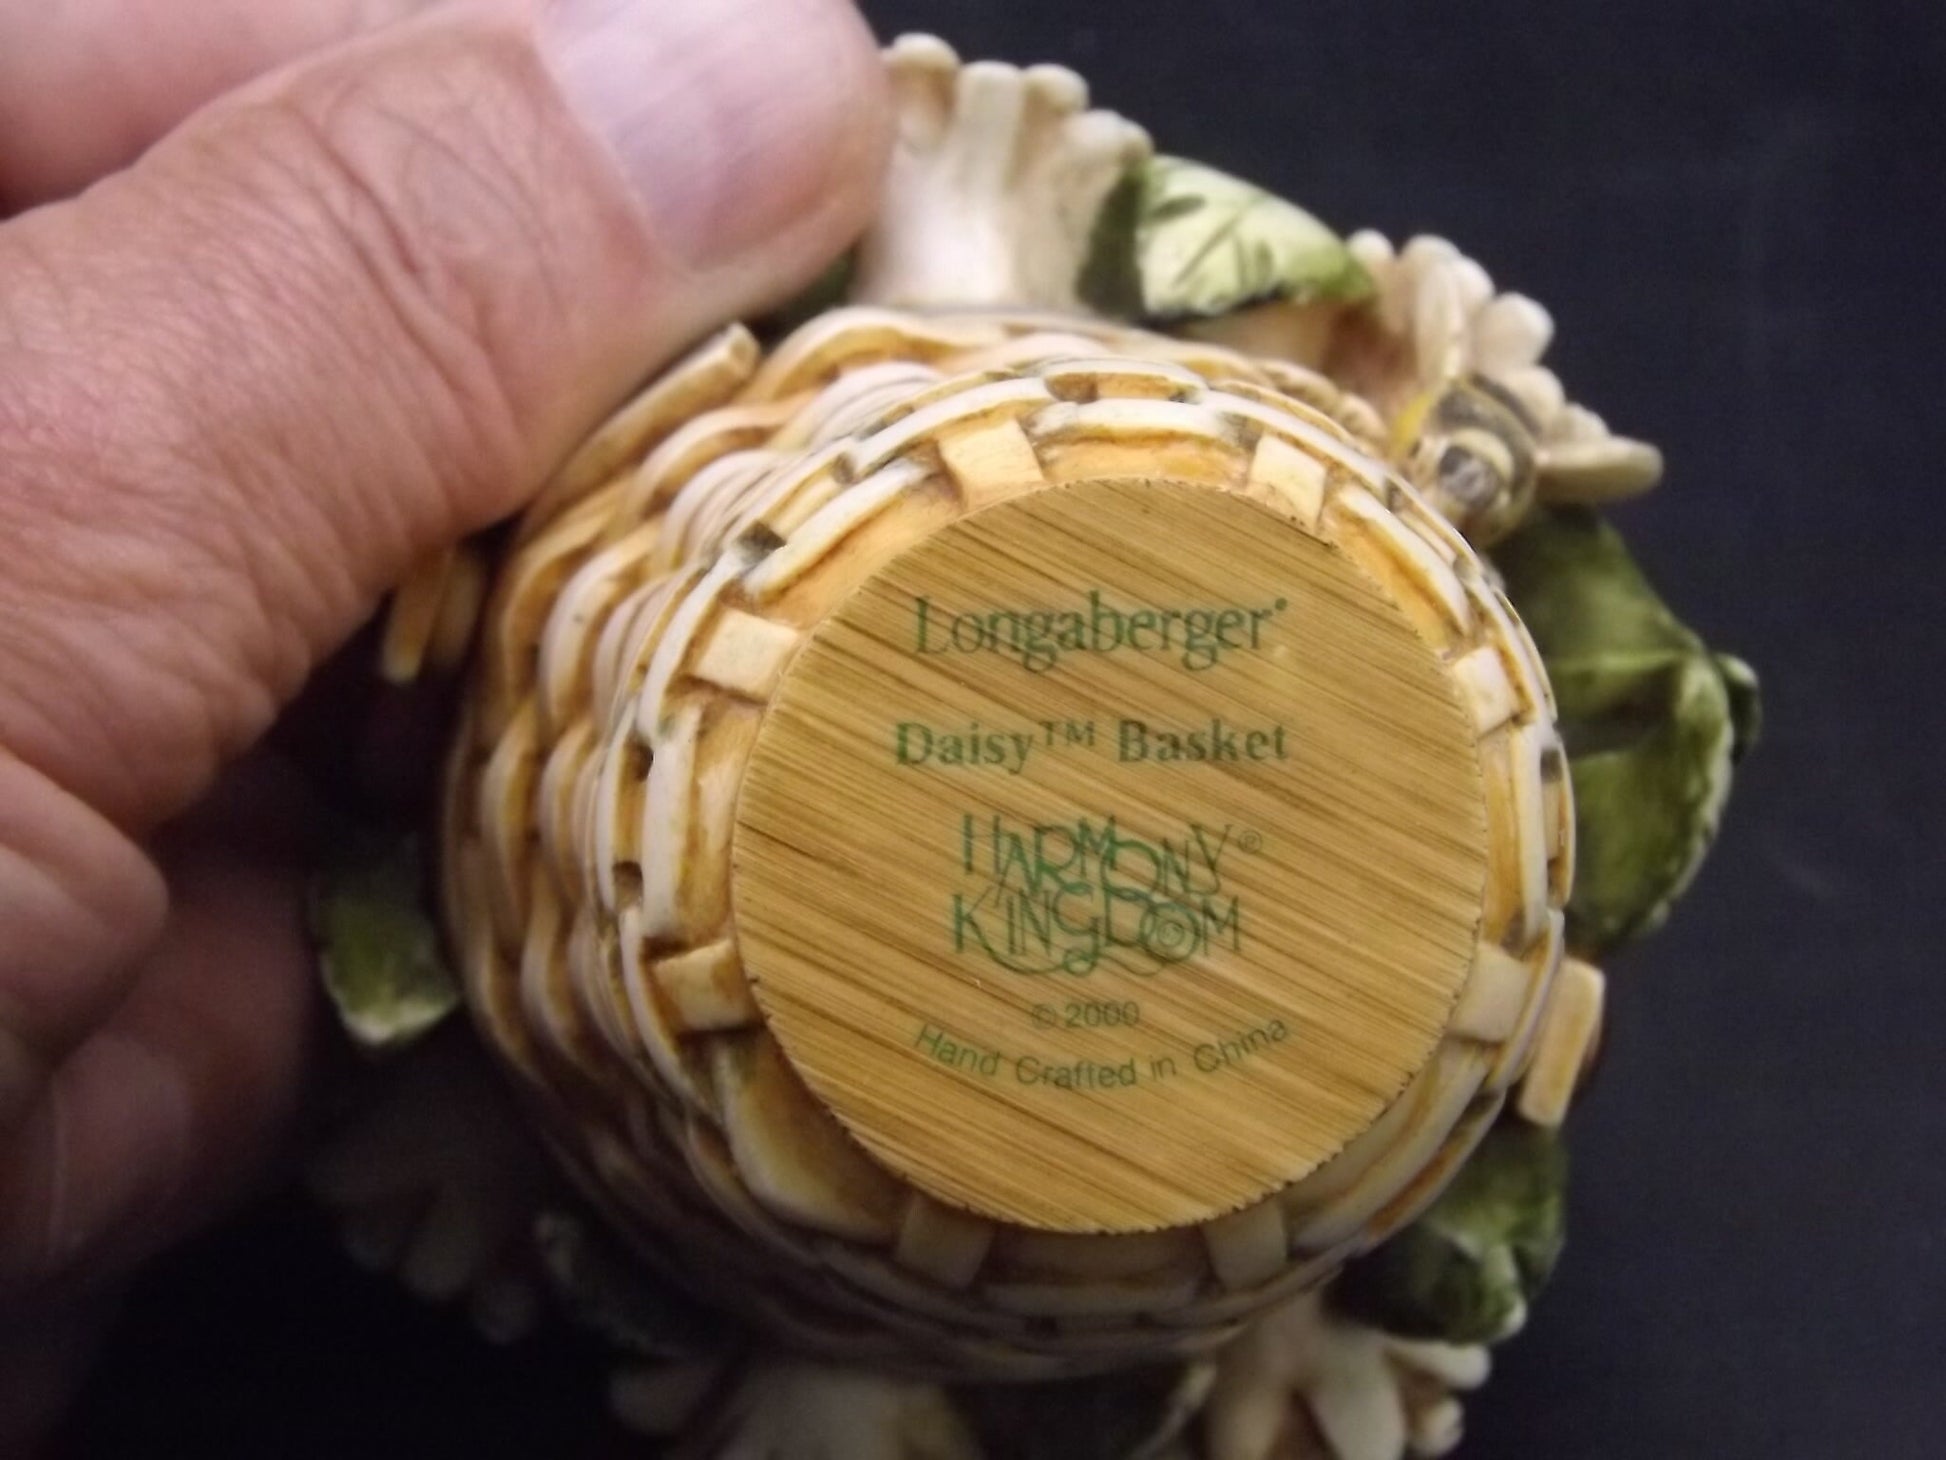 Longaberger®
Daisy™ Basket
HARMONY®
KINGDOM
© 2000
Hand Crafted in China